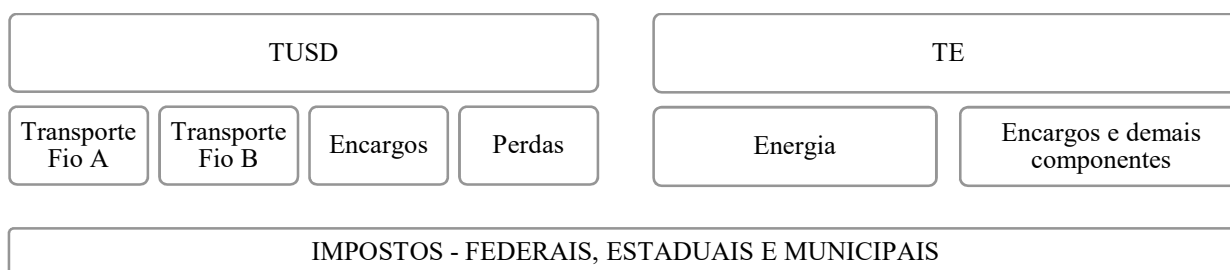 TUSD
TE
Transporte
Fio A
Transporte
Fio B
Encargos
Perdas
Energia
Encargos e demais
componentes
IMPOSTOS - FEDERAIS, ESTADUAIS E MUNICIPAIS